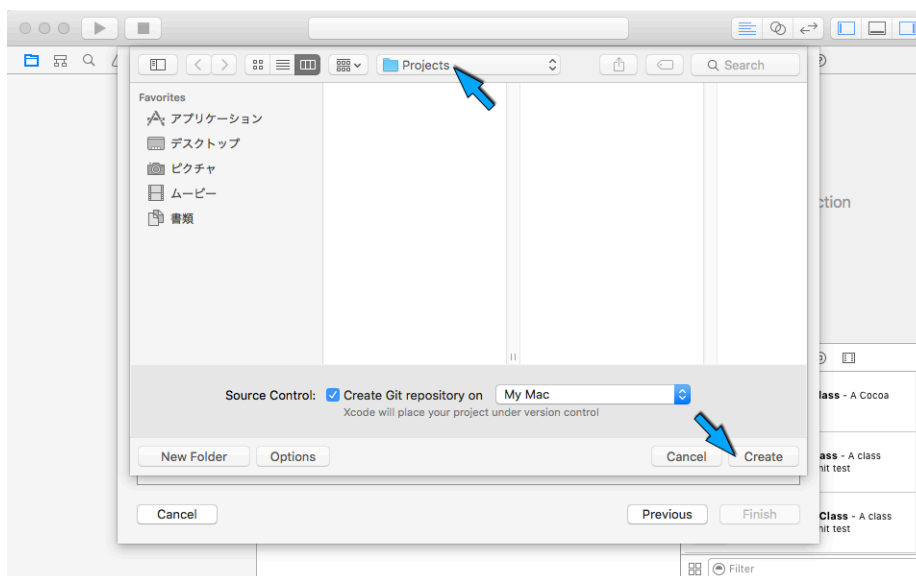 Projects
Search
Favorites
アプリケーション
デスクトップ
ピクチャ
ムービー
書類
ction
Source Control: Create Git repository on My Mac
Xcode will place your project under version control
lass - A Cocoa
New Folder Options Cancel Create
ass - A class
nit test
Cancel Previous Finish
Class - A class
nit test
Filter